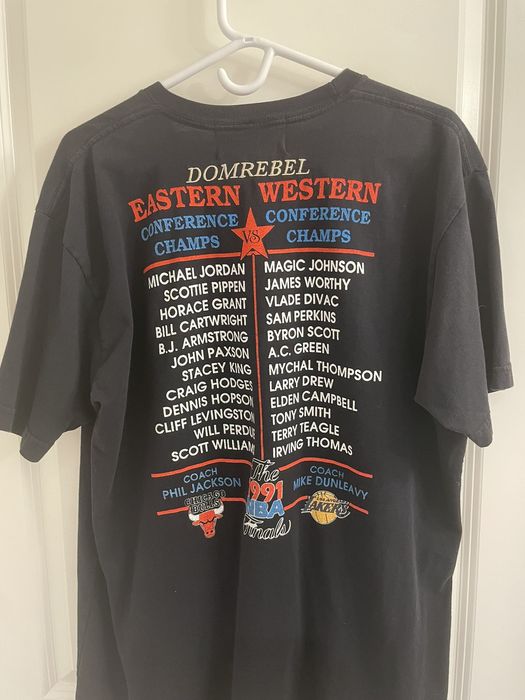 DOMREBEL
EASTERN WESTERN
CONFERENCE CHAMPS
VS
CONFERENCE CHAMPS
MICHAEL JORDAN
SCOTTIE PIPPEN
HORACE GRANT
BILL CARTWRIGHT
B.J. ARMSTRONG
JOHN PAXSON
STACEY KING
CRAIG HODGES
DENNIS HOPSON
CLIFF LEVINGSTON
WILL PERDUE
SCOTT WILLIAMS
MAGIC JOHNSON
JAMES WORTHY
VLADE DIVAC
SAM PERKINS
BYRON SCOTT
A.C. GREEN
MYCHAL THOMPSON
LARRY DREW
ELDEN CAMPBELL
TONY SMITH
TERRY TEAGLE
IRVING THOMAS
COACH
PHIL JACKSON
CHICAGO
BULLS
The
1991
NBA
Finals
COACH
MIKE DUNLEAVY
LOS ANGELES
LAKERS